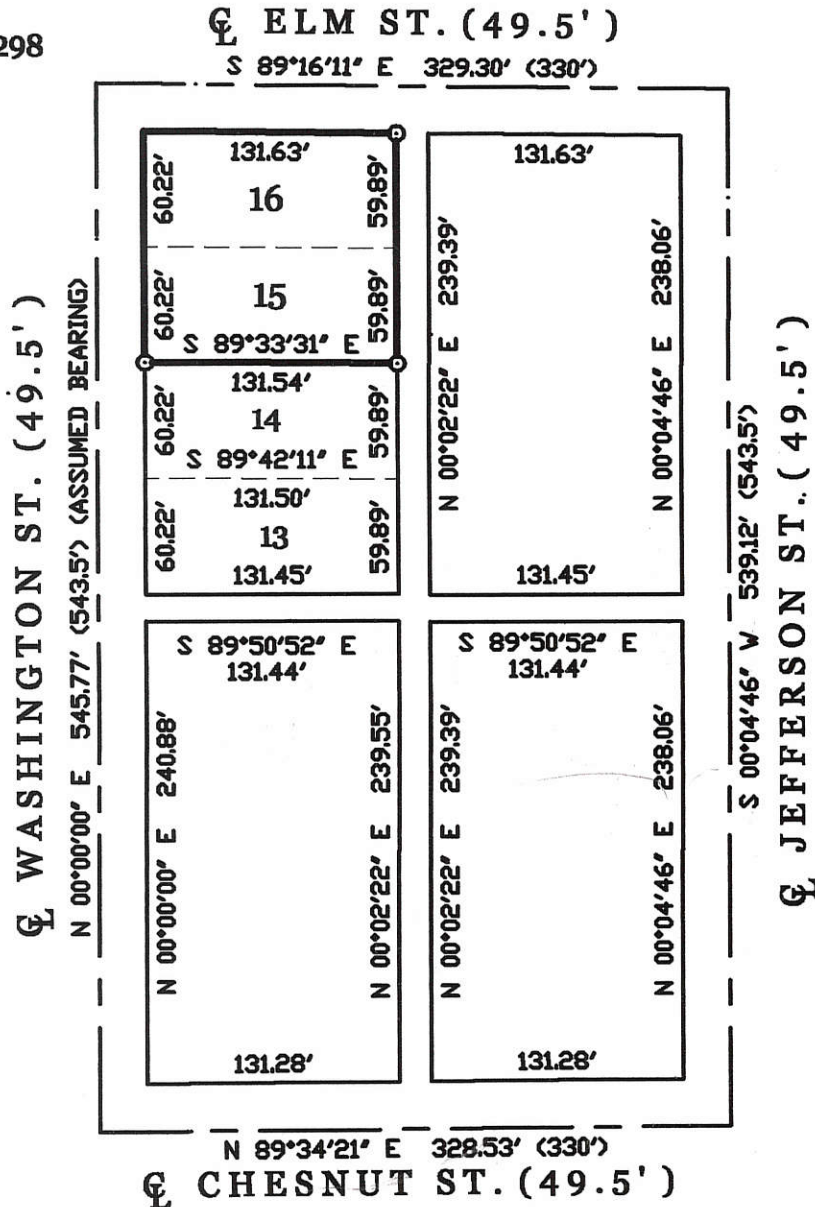 298
℄ ELM ST. (49.5')
S 89°16'11" E 329.30' (330')
131.63'
60.22'
16
59.89'
60.22'
15
59.89'
S 89°33'31" E
131.54'
60.22'
14
59.89'
S 89°42'11" E
131.50'
60.22'
13
59.89'
131.45'
131.63'
N 00°02'22" E 239.39'
N 00°04'46" E 238.06'
131.45'
℄ WASHINGTON ST. (49.5')
N 00°00'00" E 545.77' (543.5') (ASSUMED BEARING)
S 89°50'52" E
131.44'
N 00°00'00" E 240.88'
N 00°02'22" E 239.55'
131.28'
S 89°50'52" E
131.44'
N 00°02'22" E 239.39'
N 00°04'46" E 238.06'
131.28'
S 00°04'46" W 539.12' (543.5')
℄ JEFFERSON ST. (49.5')
N 89°34'21" E 328.53' (330')
℄ CHESNUT ST. (49.5')